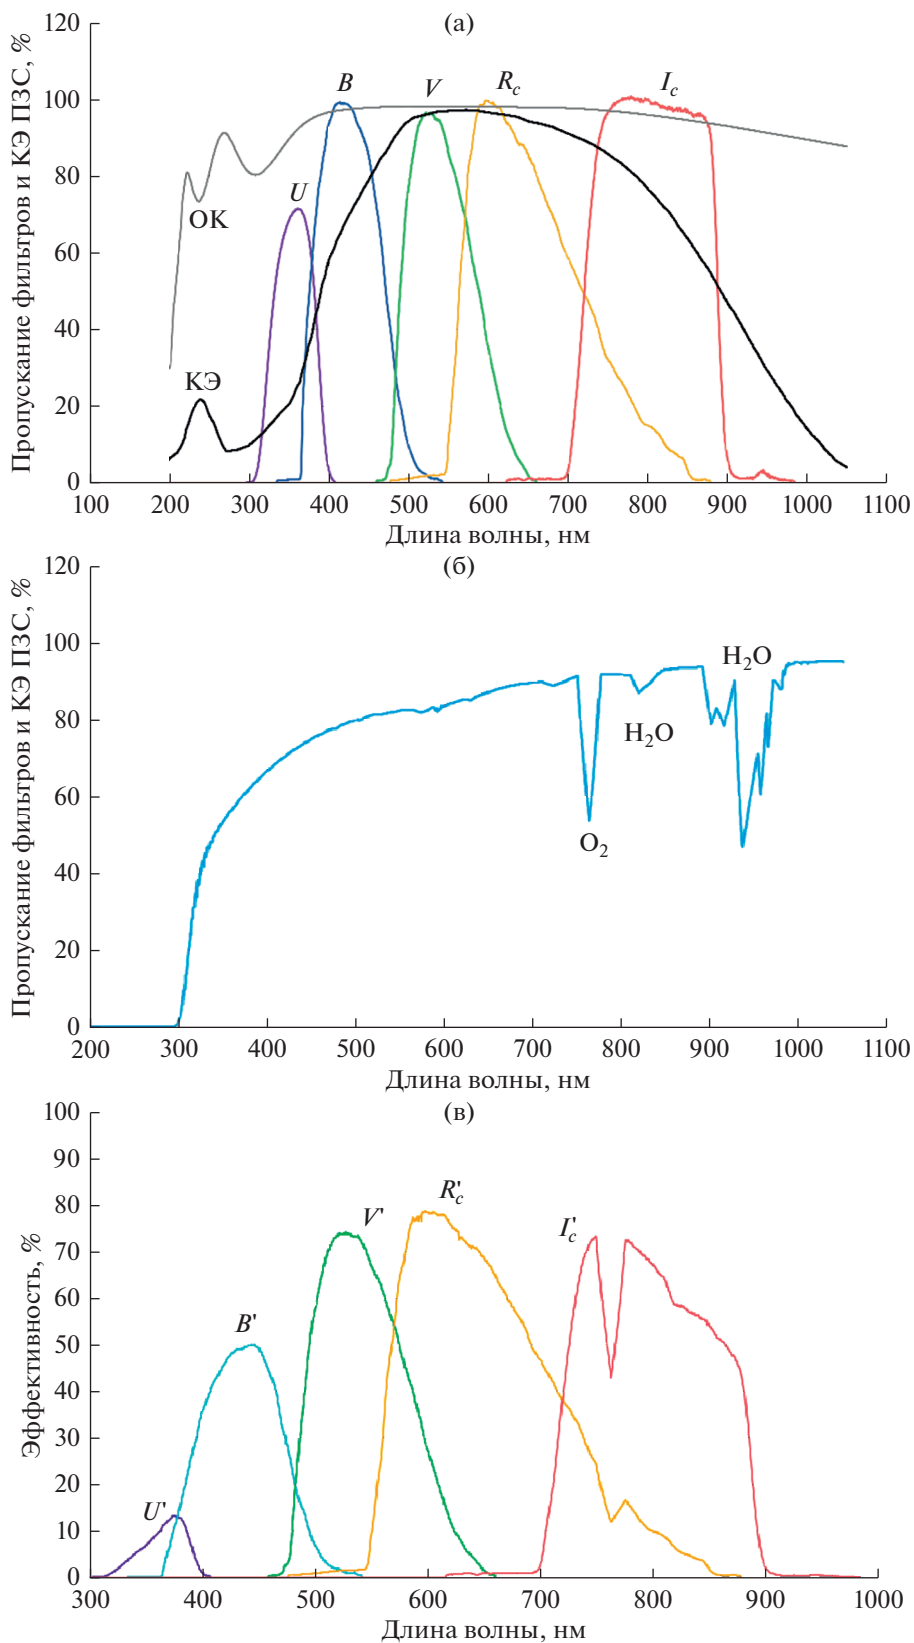 (а)
Пропускание фильтров и КЭ ПЗС, %
120
100
80
60
40
20
0
B
V
R_c
I_c
U
ОК
КЭ
100 200 300 400 500 600 700 800 900 1000 1100
Длина волны, нм
(б)
Пропускание фильтров и КЭ ПЗС, %
120
100
80
60
40
20
0
H₂O
H₂O
O₂
200 300 400 500 600 700 800 900 1000 1100
Длина волны, нм
(в)
Эффективность, %
100
90
80
70
60
50
40
30
20
10
0
R'_c
V'
I'_c
B'
U'
300 400 500 600 700 800 900 1000
Длина волны, нм